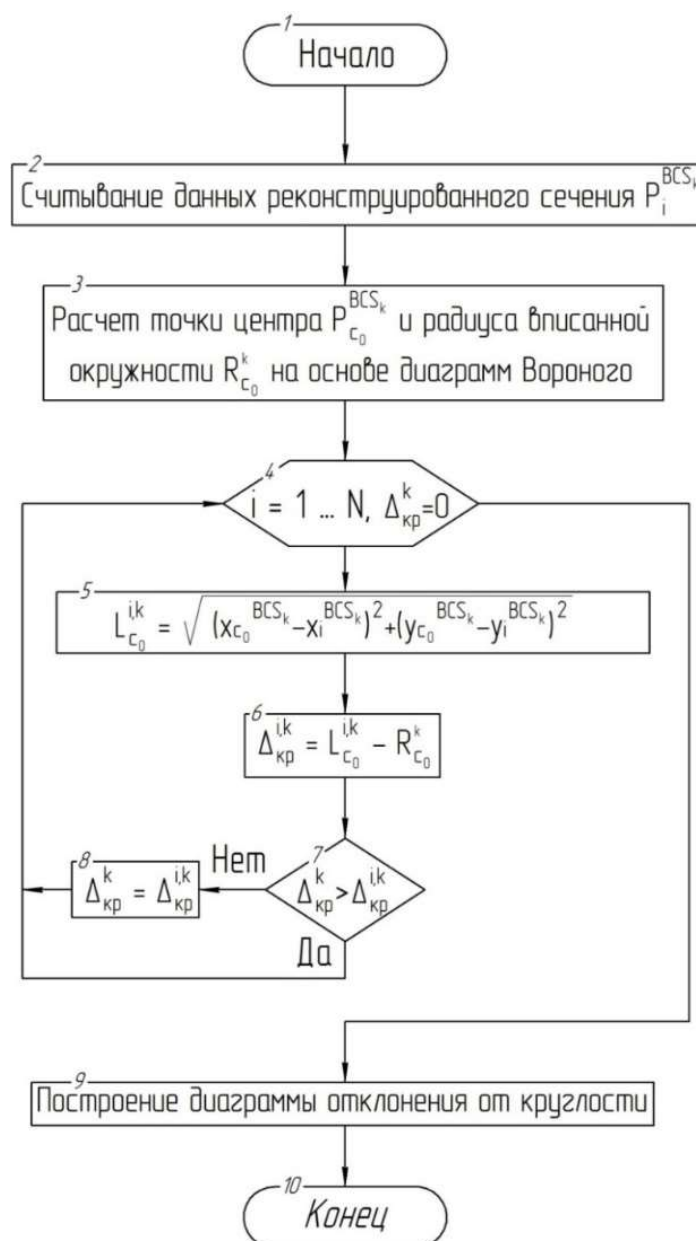 1
Начало
2
Считывание данных реконструированного сечения P_i^{BCS_k}
3
Расчет точки центра P_{c_0}^{BCS_k} и радиуса вписанной
окружности R_{c_0}^k на основе диаграмм Вороного
4
i = 1 ... N, Δ_{кр}^k=0
5
L_{c_0}^{i,k} = √((x_{c_0}^{BCS_k}-x_i^{BCS_k})^2+(y_{c_0}^{BCS_k}-y_i^{BCS_k})^2)
6
Δ_{кр}^{i,k} = L_{c_0}^{i,k} - R_{c_0}^k
7
Δ_{кр}^k>Δ_{кр}^{i,k}
Нет
8
Δ_{кр}^k = Δ_{кр}^{i,k}
Да
9
Построение диаграммы отклонения от круглости
10
Конец